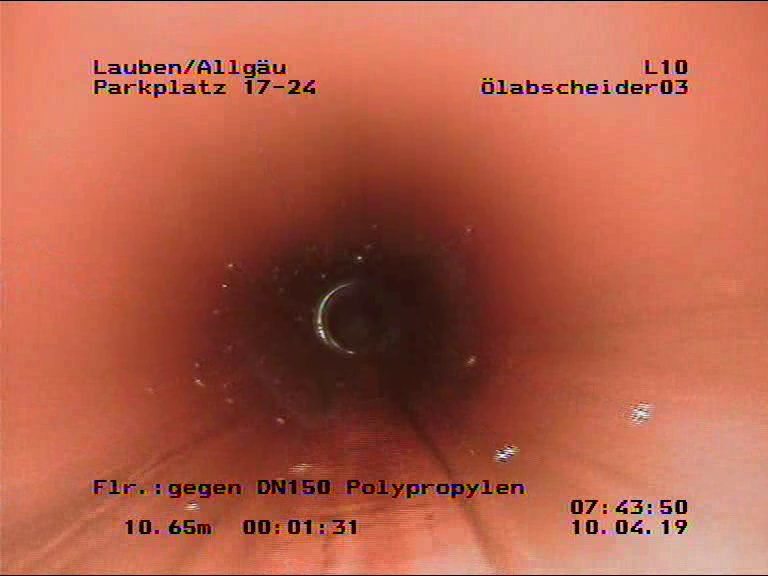 Lauben/Allgäu
L10
Parkplatz 17-24
Ölabscheider03
Flr.:gegen DN150 Polypropylen
07:43:50
10.65m 00:01:31
10.04.19